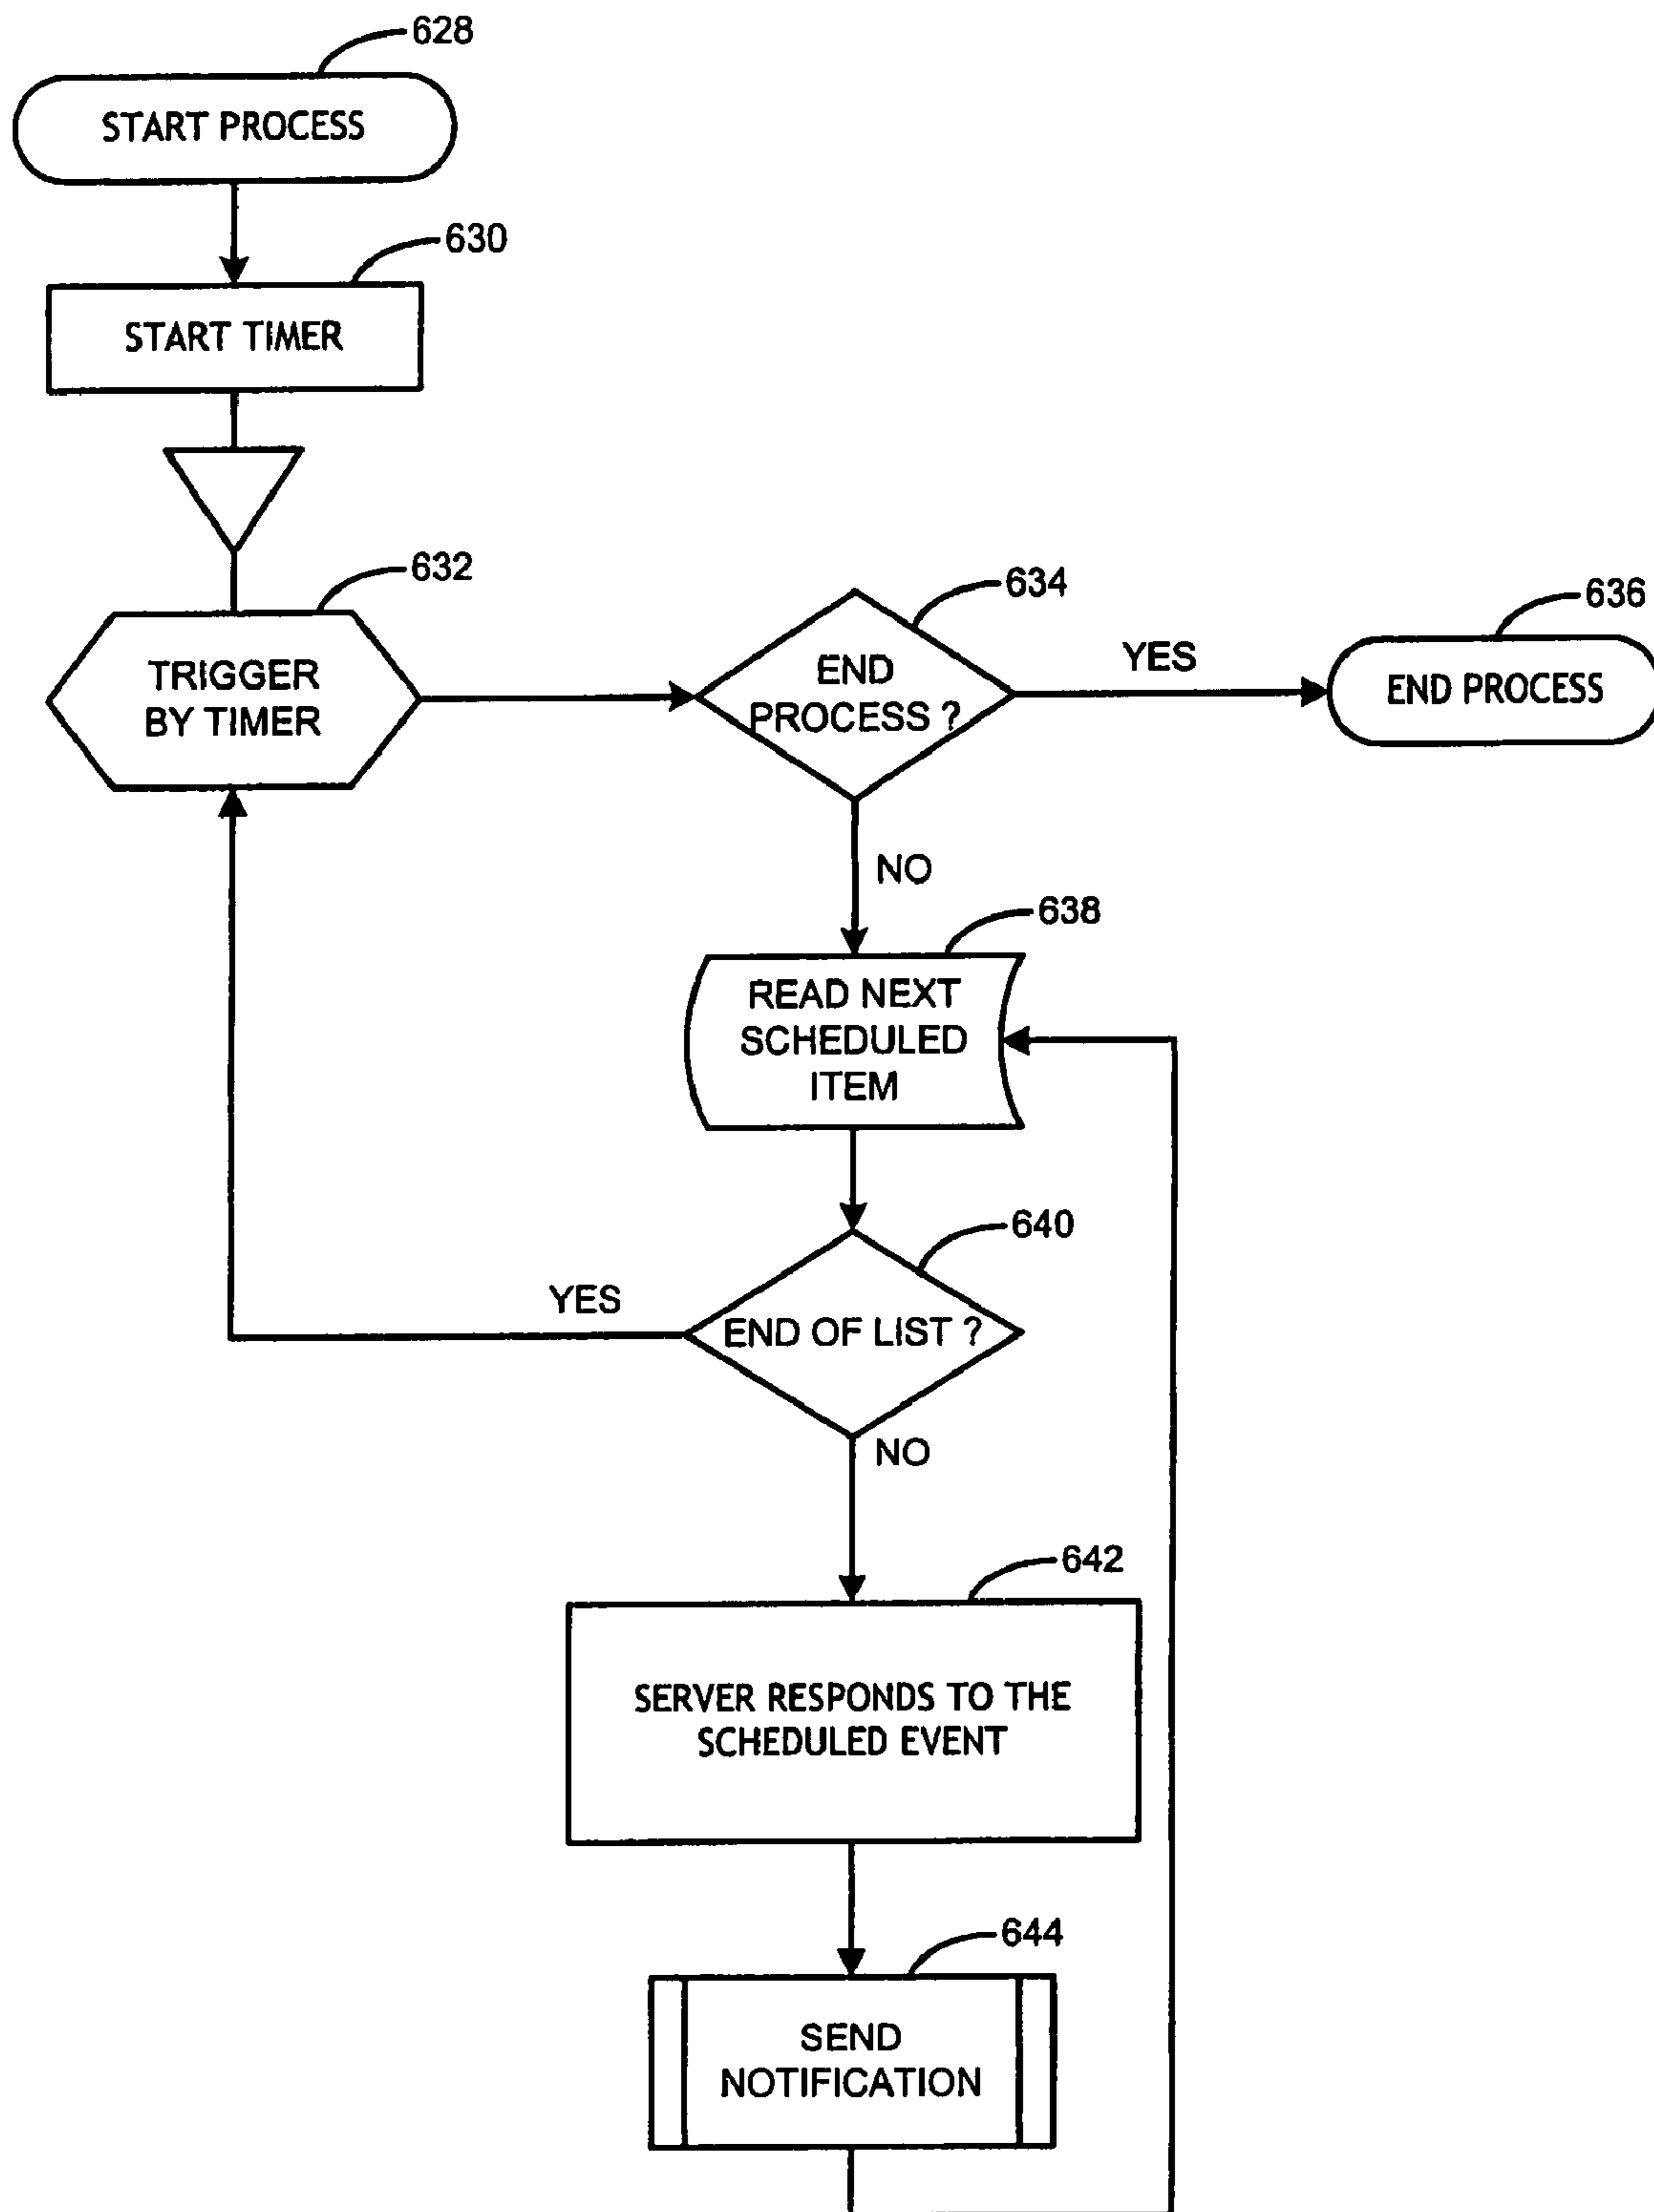 628
START PROCESS
630
START TIMER
632
TRIGGER
BY TIMER
634
END
PROCESS ?
YES
636
END PROCESS
NO
638
READ NEXT
SCHEDULED
ITEM
640
END OF LIST ?
YES
NO
642
SERVER RESPONDS TO THE
SCHEDULED EVENT
644
SEND
NOTIFICATION